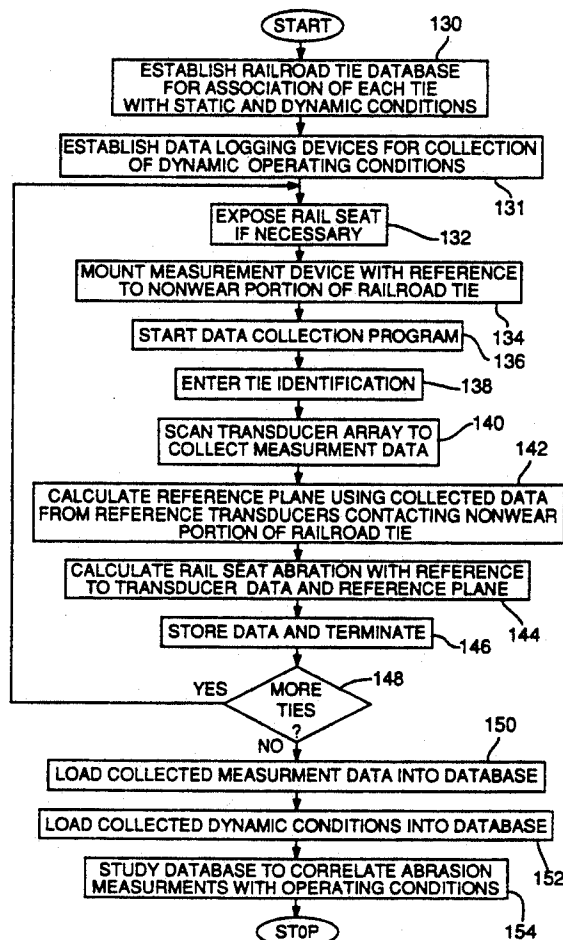 START
130
ESTABLISH RAILROAD TIE DATABASE
FOR ASSOCIATION OF EACH TIE
WITH STATIC AND DYNAMIC CONDITIONS
ESTABLISH DATA LOGGING DEVICES FOR COLLECTION
OF DYNAMIC OPERATING CONDITIONS
131
EXPOSE RAIL SEAT
IF NECESSARY
132
MOUNT MEASUREMENT DEVICE WITH REFERENCE
TO NONWEAR PORTION OF RAILROAD TIE
134
START DATA COLLECTION PROGRAM
136
ENTER TIE IDENTIFICATION
138
SCAN TRANSDUCER ARRAY TO
COLLECT MEASURMENT DATA
140
142
CALCULATE REFERENCE PLANE USING COLLECTED DATA
FROM REFERENCE TRANSDUCERS CONTACTING NONWEAR
PORTION OF RAILROAD TIE
CALCULATE RAIL SEAT ABRATION WITH REFERENCE
TO TRANSDUCER DATA AND REFERENCE PLANE
144
STORE DATA AND TERMINATE
146
148
YES
MORE
TIES
?
NO
150
LOAD COLLECTED MEASURMENT DATA INTO DATABASE
LOAD COLLECTED DYNAMIC CONDITIONS INTO DATABASE
152
STUDY DATABASE TO CORRELATE ABRASION
MEASURMENTS WITH OPERATING CONDITIONS
154
STOP